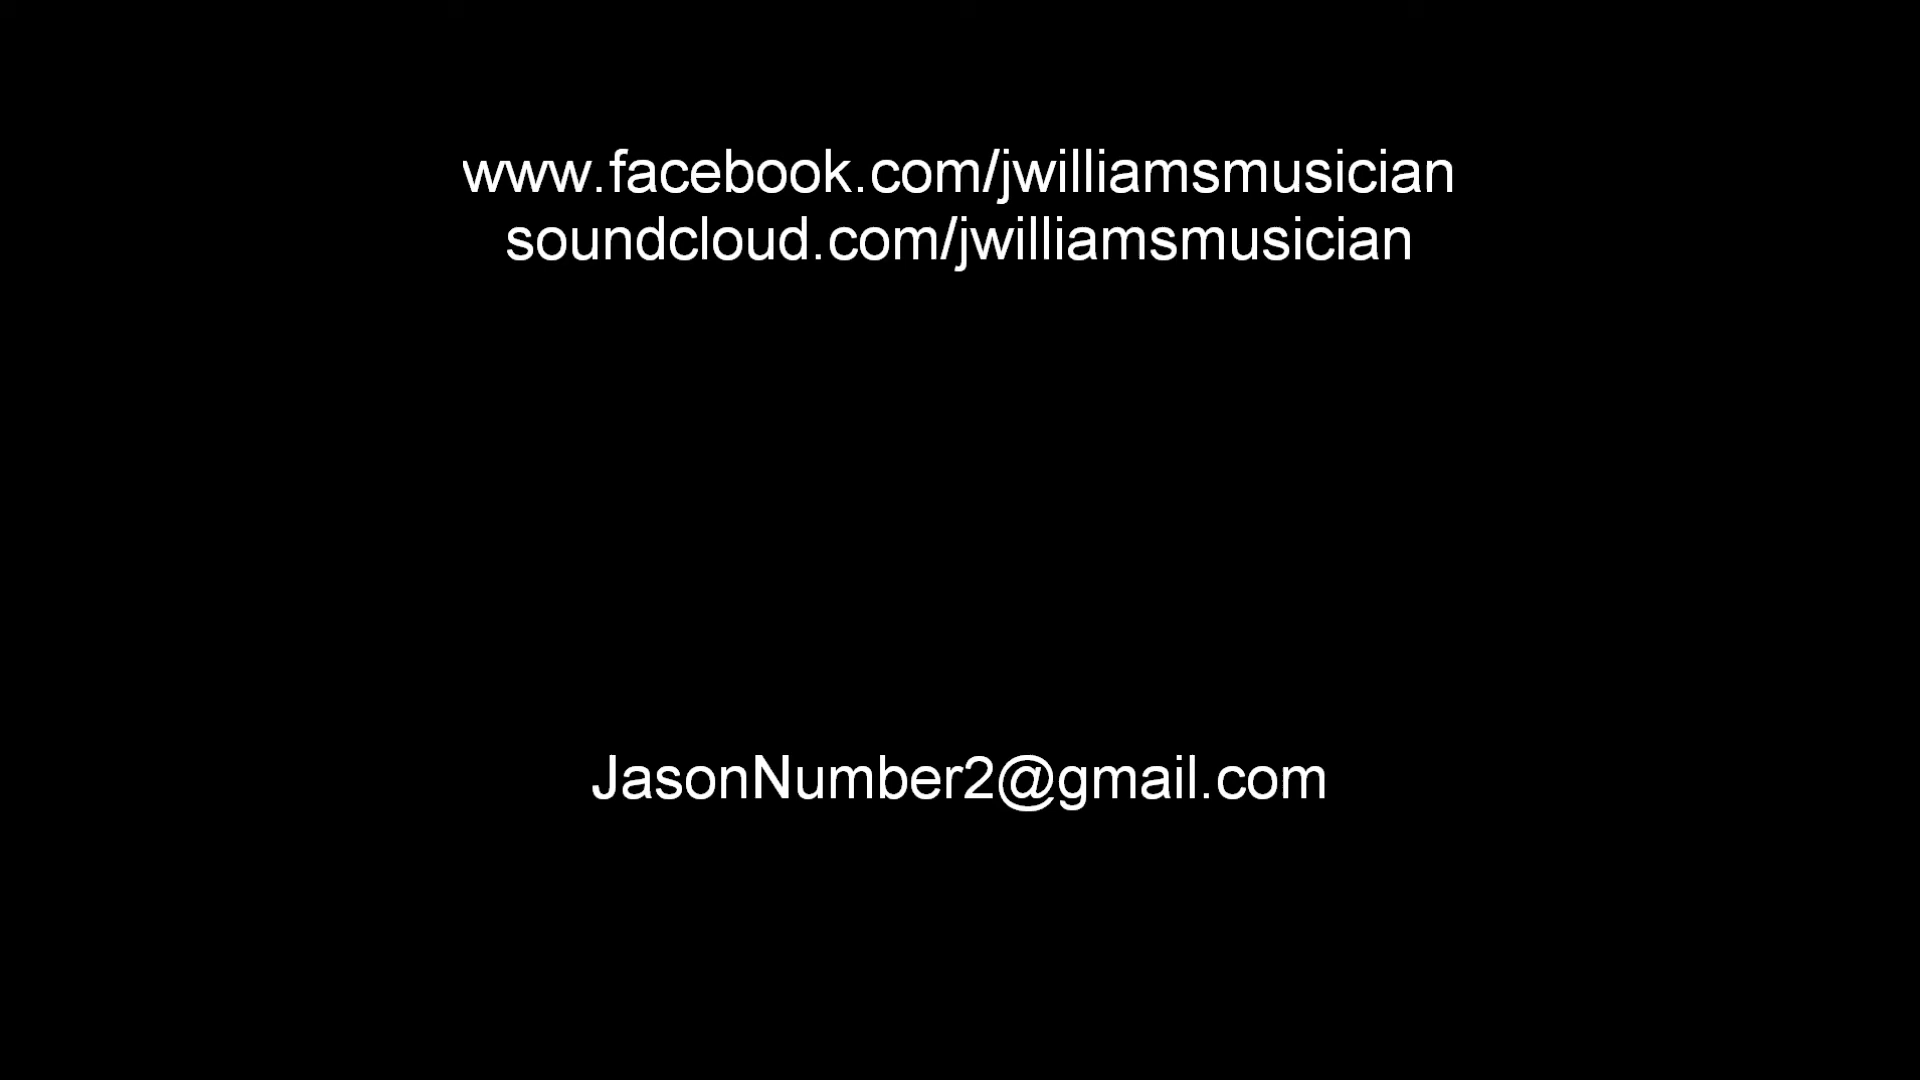 www.facebook.com/jwilliamsmusician
soundcloud.com/jwilliamsmusician
JasonNumber2@gmail.com